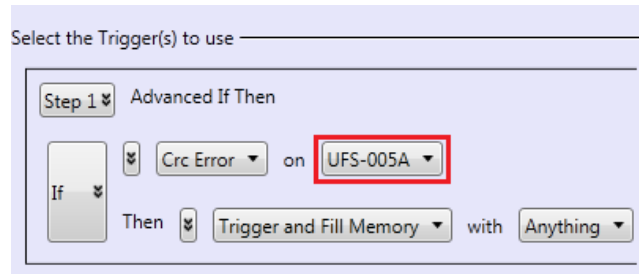 Select the Trigger(s) to use
Step 1 Advanced If Then
If
Crc Error on UFS-005A
Then Trigger and Fill Memory with Anything